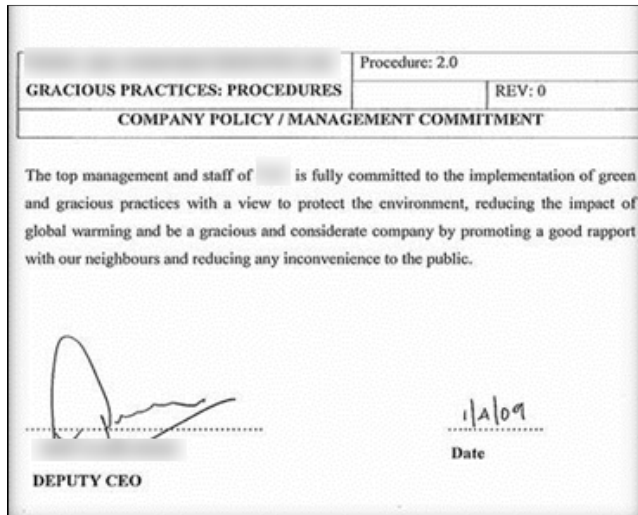 Procedure: 2.0
GRACIOUS PRACTICES: PROCEDURES
REV: 0
COMPANY POLICY / MANAGEMENT COMMITMENT
The top management and staff of is fully committed to the implementation of green
and gracious practices with a view to protect the environment, reducing the impact of
global warming and be a gracious and considerate company by promoting a good rapport
with our neighbours and reducing any inconvenience to the public.
1/4/09
Date
DEPUTY CEO